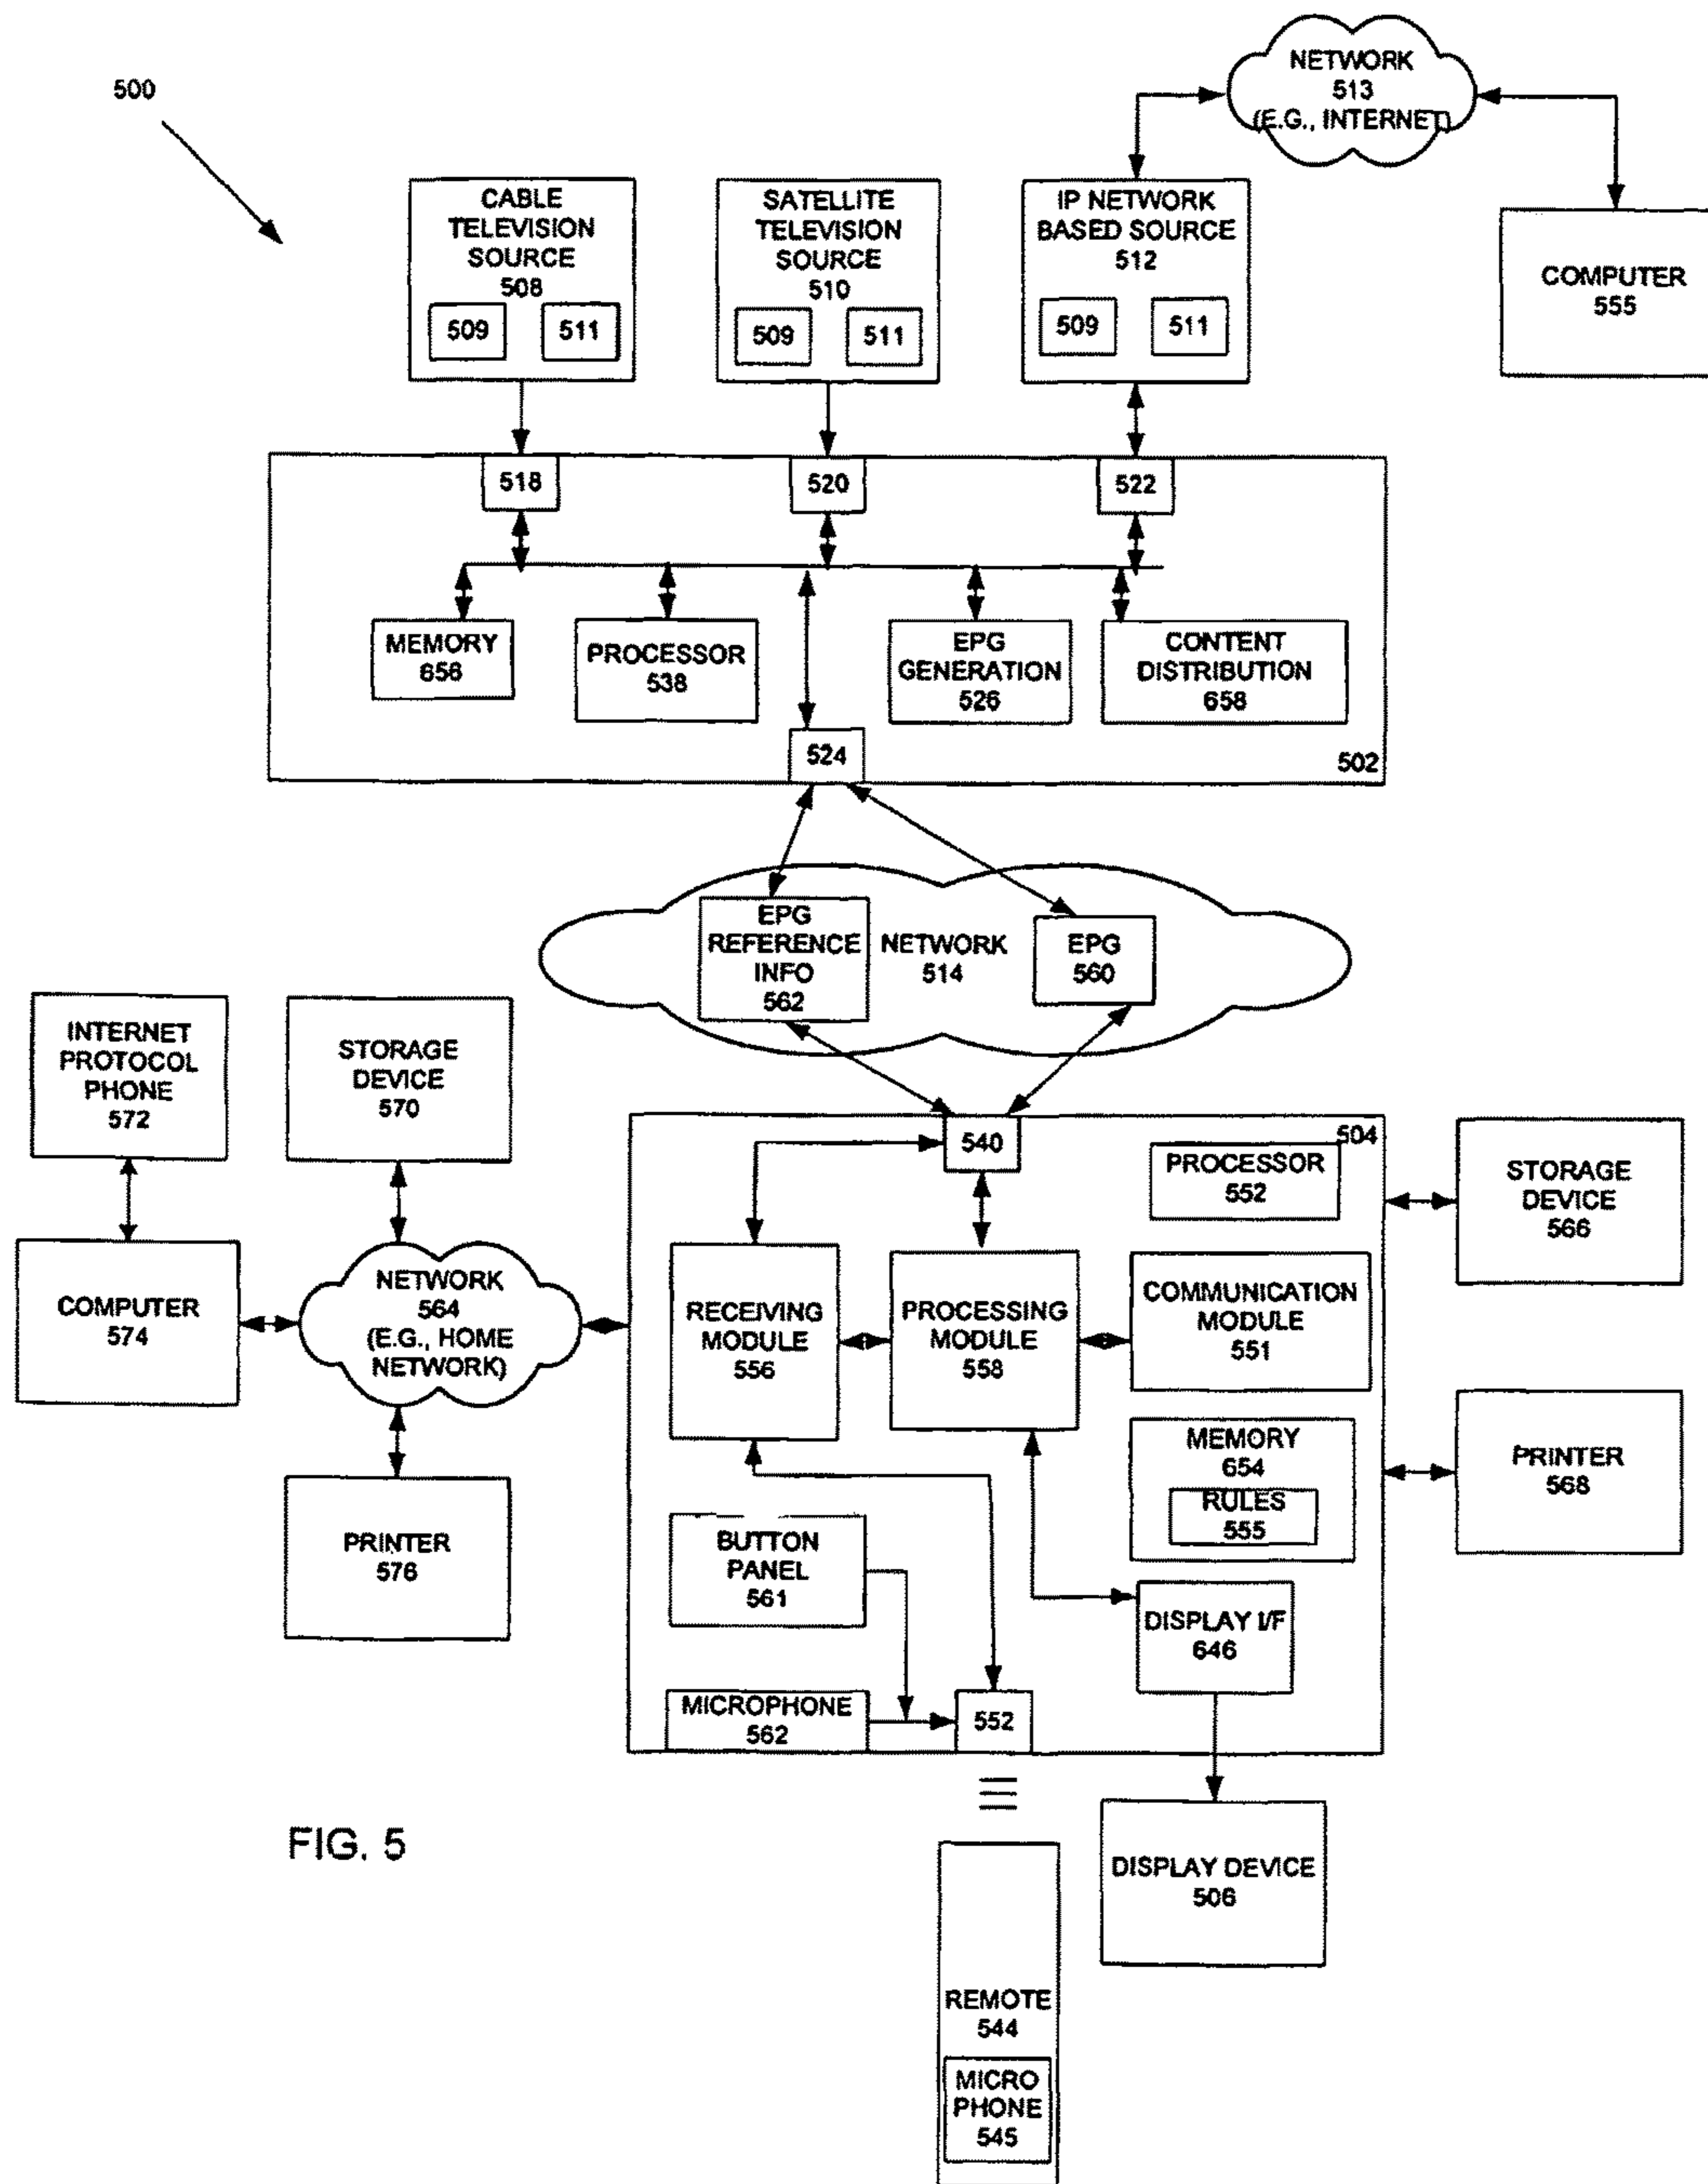 500
NETWORK
513
(E.G., INTERNET)
CABLE
TELEVISION
SOURCE
508
509
511
SATELLITE
TELEVISION
SOURCE
510
509
511
IP NETWORK
BASED SOURCE
512
509
511
COMPUTER
555
518
520
522
MEMORY
656
PROCESSOR
538
EPG
GENERATION
526
CONTENT
DISTRIBUTION
658
524
502
EPG
REFERENCE
INFO
562
NETWORK
514
EPG
560
INTERNET
PROTOCOL
PHONE
572
STORAGE
DEVICE
570
COMPUTER
574
NETWORK
564
(E.G., HOME
NETWORK)
PRINTER
576
540
504
PROCESSOR
552
RECEIVING
MODULE
556
PROCESSING
MODULE
558
COMMUNICATION
MODULE
551
MEMORY
654
RULES
555
BUTTON
PANEL
561
DISPLAY I/F
646
MICROPHONE
562
552
STORAGE
DEVICE
566
PRINTER
568
FIG. 5
DISPLAY DEVICE
506
REMOTE
544
MICRO
PHONE
545